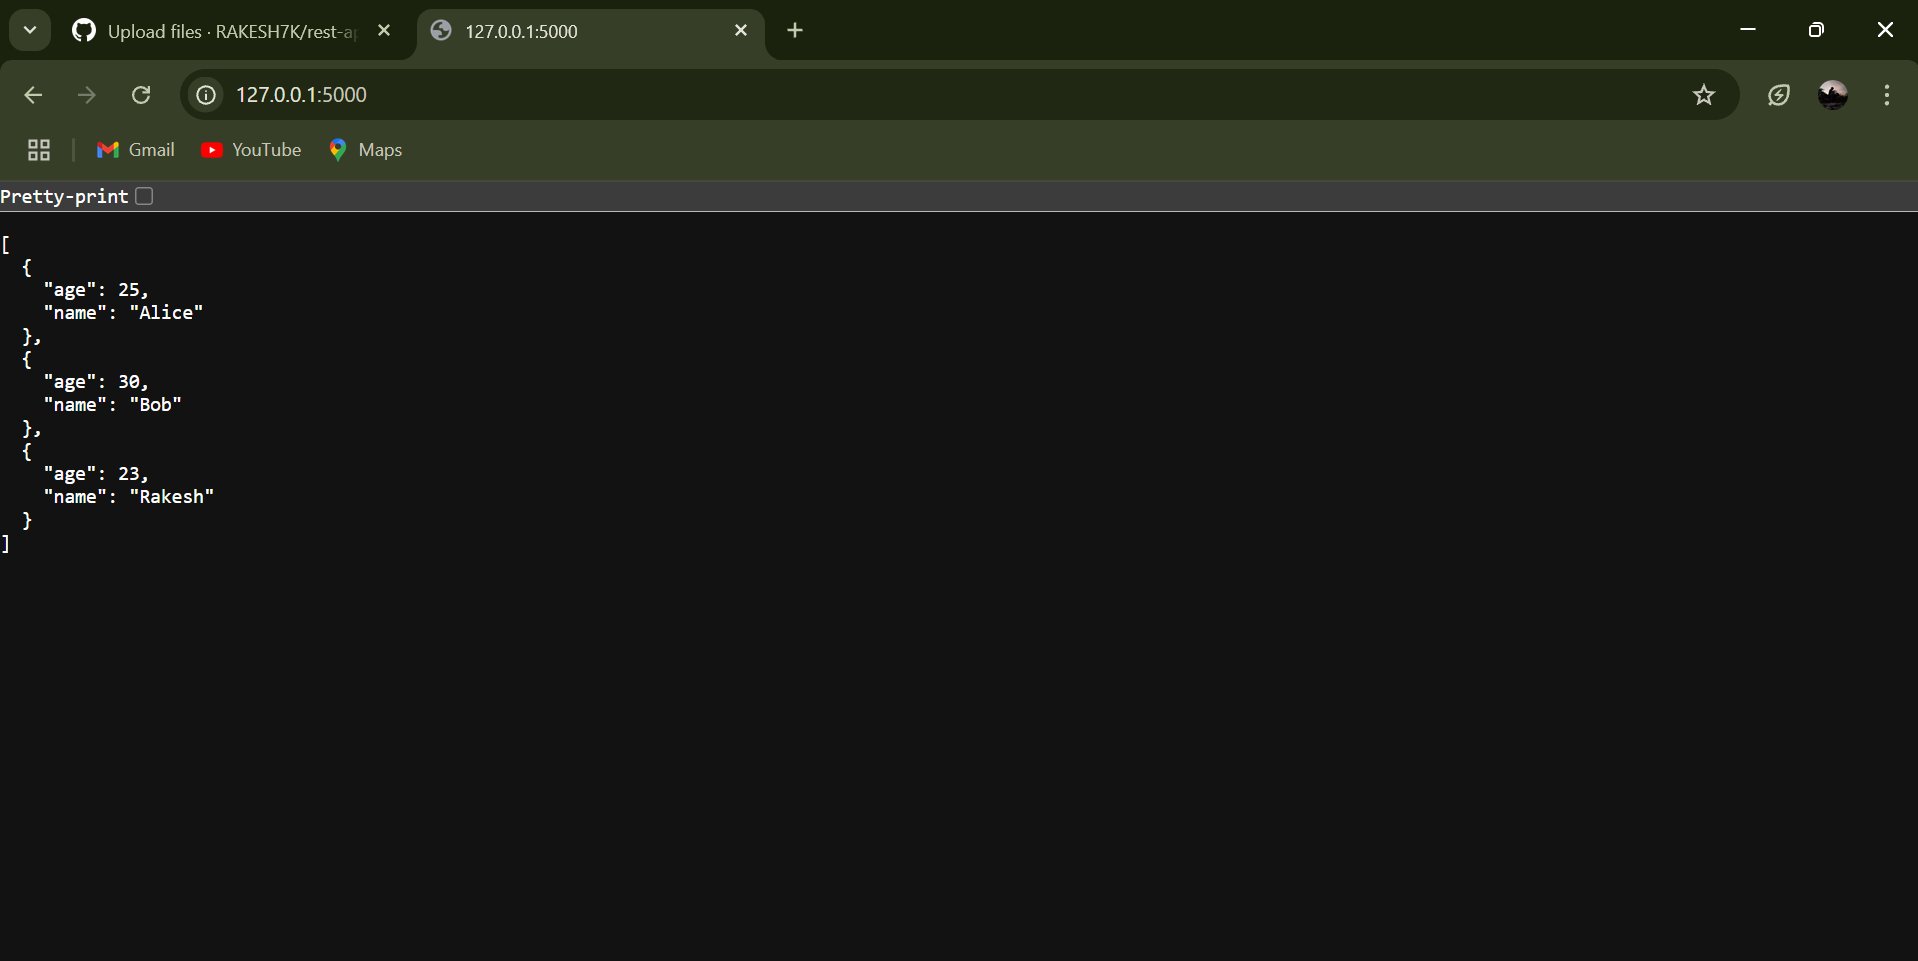 Upload files · RAKESH7K/rest-ap
127.0.0.1:5000
127.0.0.1:5000
Gmail
YouTube
Maps
Pretty-print
[
  {
    "age": 25,
    "name": "Alice"
  },
  {
    "age": 30,
    "name": "Bob"
  },
  {
    "age": 23,
    "name": "Rakesh"
  }
]